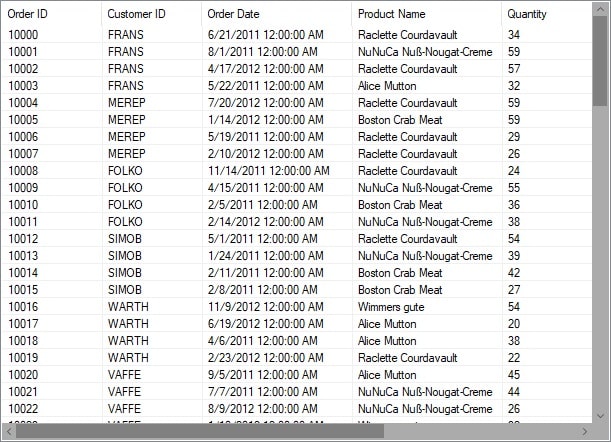 Order ID Customer ID Order Date Product Name Quantity
10000 FRANS 6/21/2011 12:00:00 AM Raclette Courdavault 34
10001 FRANS 8/1/2011 12:00:00 AM NuNuCa Nuß-Nougat-Creme 59
10002 FRANS 4/17/2012 12:00:00 AM Raclette Courdavault 57
10003 FRANS 5/22/2011 12:00:00 AM Alice Mutton 32
10004 MEREP 7/20/2012 12:00:00 AM Raclette Courdavault 59
10005 MEREP 1/14/2012 12:00:00 AM Boston Crab Meat 59
10006 MEREP 5/19/2011 12:00:00 AM Raclette Courdavault 29
10007 MEREP 2/10/2012 12:00:00 AM Raclette Courdavault 26
10008 FOLKO 11/14/2011 12:00:00 AM Raclette Courdavault 24
10009 FOLKO 4/15/2011 12:00:00 AM NuNuCa Nuß-Nougat-Creme 55
10010 FOLKO 2/5/2011 12:00:00 AM Boston Crab Meat 36
10011 FOLKO 2/14/2012 12:00:00 AM NuNuCa Nuß-Nougat-Creme 38
10012 SIMOB 5/1/2011 12:00:00 AM Raclette Courdavault 54
10013 SIMOB 1/24/2011 12:00:00 AM NuNuCa Nuß-Nougat-Creme 39
10014 SIMOB 2/11/2011 12:00:00 AM Boston Crab Meat 42
10015 SIMOB 2/8/2011 12:00:00 AM Boston Crab Meat 27
10016 WARTH 11/9/2012 12:00:00 AM Wimmers gute 54
10017 WARTH 6/19/2012 12:00:00 AM Alice Mutton 20
10018 WARTH 4/6/2011 12:00:00 AM Alice Mutton 38
10019 WARTH 2/23/2012 12:00:00 AM Raclette Courdavault 22
10020 VAFFE 9/5/2011 12:00:00 AM Alice Mutton 45
10021 VAFFE 7/7/2011 12:00:00 AM NuNuCa Nuß-Nougat-Creme 44
10022 VAFFE 8/9/2012 12:00:00 AM NuNuCa Nuß-Nougat-Creme 26